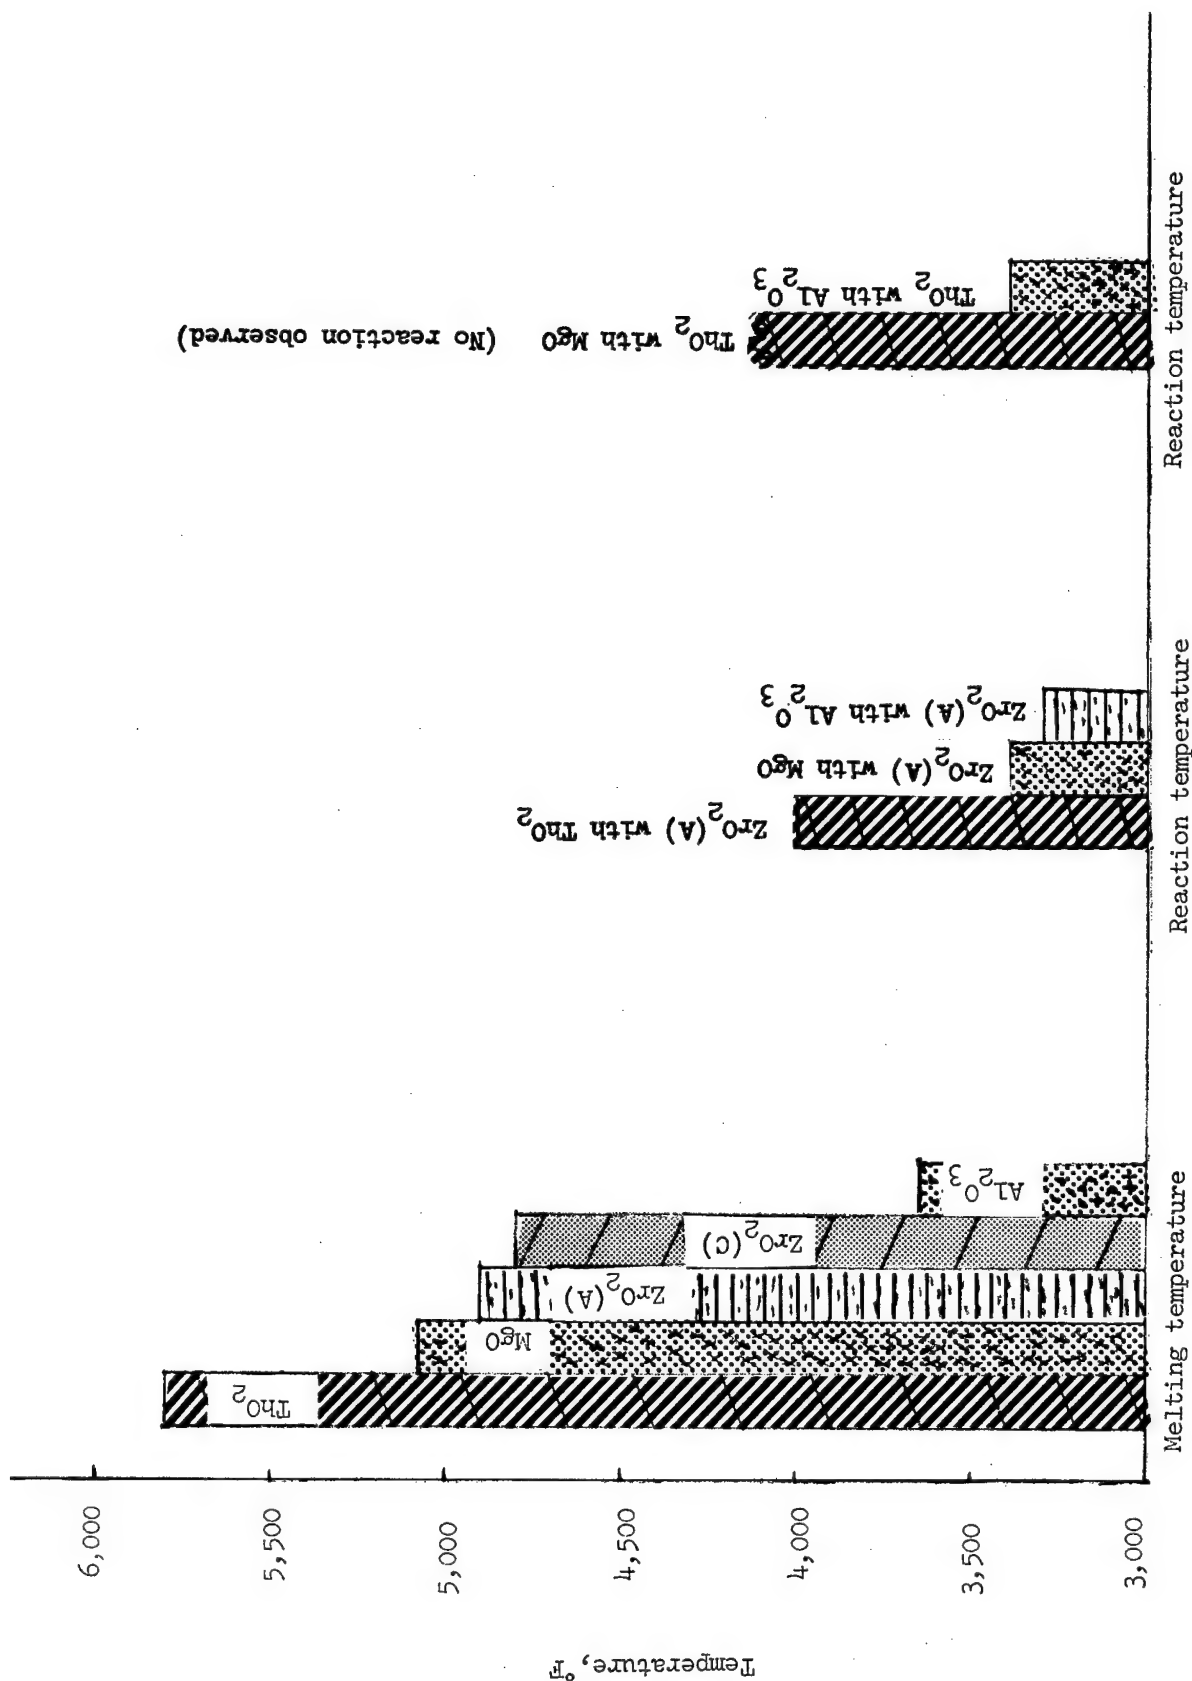 Temperature, °F
6,000
5,500
5,000
4,500
4,000
3,500
3,000
ThO₂
MgO
ZrO₂(A)
ZrO₂(C)
Al₂O₃
Melting temperature
ZrO₂(A) with ThO₂
ZrO₂(A) with MgO
ZrO₂(A) with Al₂O₃
Reaction temperature
ThO₂ with MgO (No reaction observed)
ThO₂ with Al₂O₃
Reaction temperature